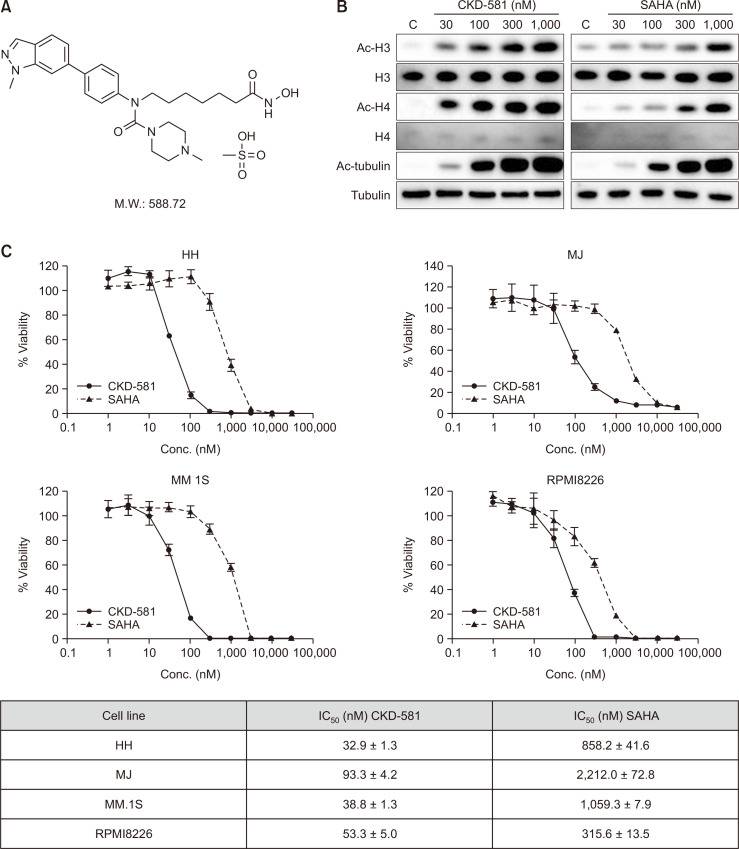 A
N
N
N
O
N
H
OH
O
N
N
OH
S
O
O
M.W.: 588.72
B
CKD-581 (nM) SAHA (nM)
C 30 100 300 1,000 C 30 100 300 1,000
Ac-H3
H3
Ac-H4
H4
Ac-tubulin
Tubulin
C
HH
% Viability
120
100
80
60
40
20
0
CKD-581
SAHA
0.1 1 10 100 1,000 10,000 100,000
Conc. (nM)
MJ
% Viability
140
120
100
80
60
40
20
0
CKD-581
SAHA
0.1 1 10 100 1,000 10,000 100,000
Conc. (nM)
MM 1S
% Viability
120
100
80
60
40
20
0
CKD-581
SAHA
0.1 1 10 100 1,000 10,000 100,000
Conc. (nM)
RPMI8226
% Viability
120
100
80
60
40
20
0
CKD-581
SAHA
0.1 1 10 100 1,000 10,000 100,000
Conc. (nM)
Cell line IC50 (nM) CKD-581 IC50 (nM) SAHA
HH 32.9 ± 1.3 858.2 ± 41.6
MJ 93.3 ± 4.2 2,212.0 ± 72.8
MM.1S 38.8 ± 1.3 1,059.3 ± 7.9
RPMI8226 53.3 ± 5.0 315.6 ± 13.5